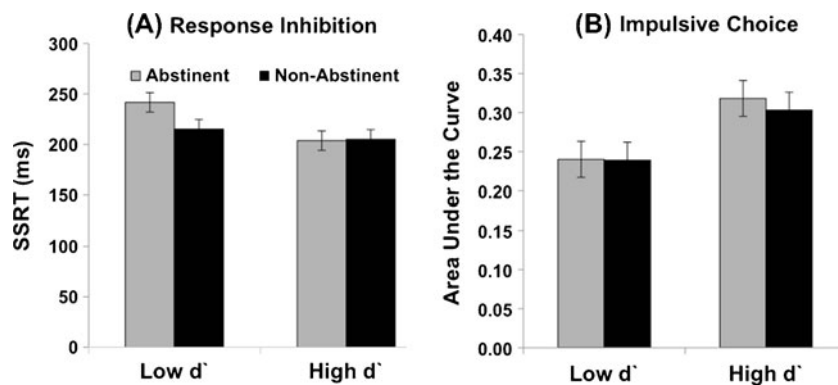 (A) Response Inhibition
300
250
200
150
100
50
0
SSRT (ms)
Abstinent
Non-Abstinent
Low d`
High d`
(B) Impulsive Choice
0.40
0.35
0.30
0.25
0.20
0.15
0.10
0.05
0.00
Area Under the Curve
Low d`
High d`